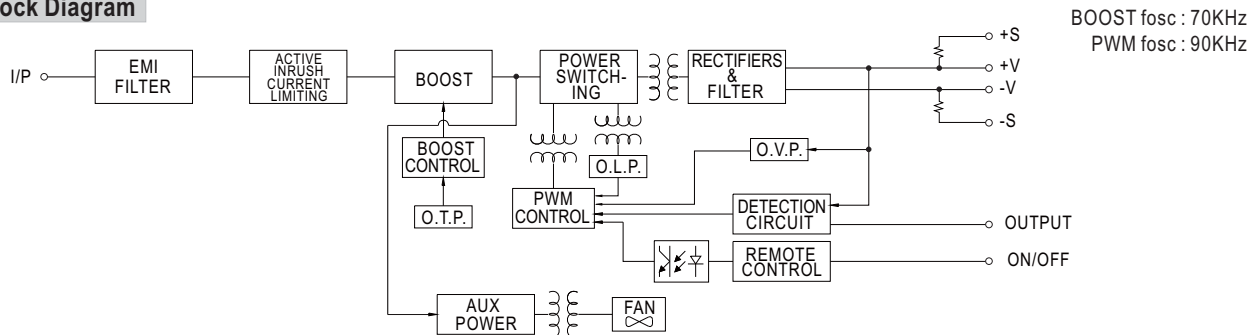 ock Diagram
BOOST fosc : 70KHz
PWM fosc : 90KHz
I/P
EMI
FILTER
ACTIVE
INRUSH
CURRENT
LIMITING
BOOST
POWER
SWITCH-
ING
RECTIFIERS
&
FILTER
+S
+V
-V
-S
BOOST
CONTROL
O.T.P.
O.L.P.
O.V.P.
PWM
CONTROL
DETECTION
CIRCUIT
OUTPUT
REMOTE
CONTROL
ON/OFF
AUX
POWER
FAN